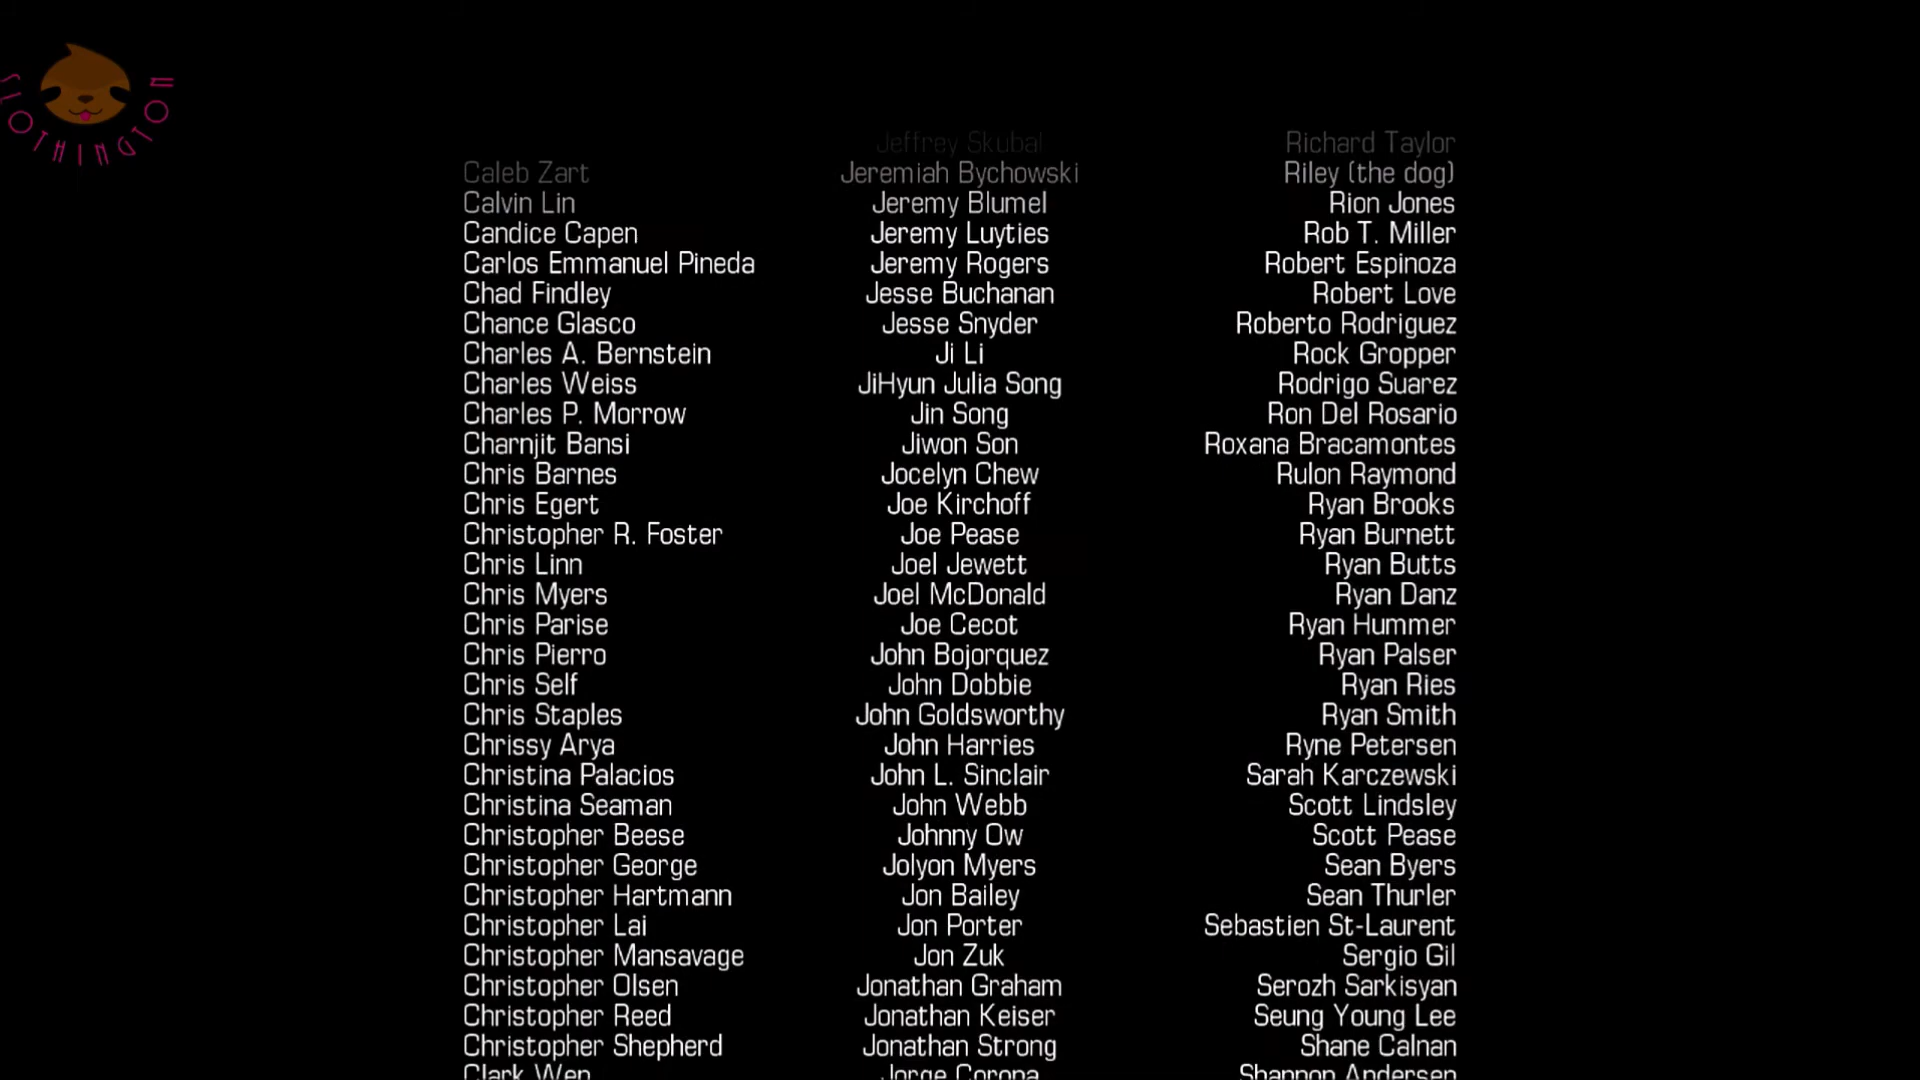 SLOTHINGTON
Jeffrey Skubal Richard Taylor
Caleb Zart Jeremiah Bychowski Riley (the dog)
Calvin Lin Jeremy Blumel Rion Jones
Candice Capen Jeremy Luyties Rob T. Miller
Carlos Emmanuel Pineda Jeremy Rogers Robert Espinoza
Chad Findley Jesse Buchanan Robert Love
Chance Glasco Jesse Snyder Roberto Rodriguez
Charles A. Bernstein Ji Li Rock Gropper
Charles Weiss JiHyun Julia Song Rodrigo Suarez
Charles P. Morrow Jin Song Ron Del Rosario
Charnjit Bansi Jiwon Son Roxana Bracamontes
Chris Barnes Jocelyn Chew Rulon Raymond
Chris Egert Joe Kirchoff Ryan Brooks
Christopher R. Foster Joe Pease Ryan Burnett
Chris Linn Joel Jewett Ryan Butts
Chris Myers Joel McDonald Ryan Danz
Chris Parise Joe Cecot Ryan Hummer
Chris Pierro John Bojorquez Ryan Palser
Chris Self John Dobbie Ryan Ries
Chris Staples John Goldsworthy Ryan Smith
Chrissy Arya John Harries Ryne Petersen
Christina Palacios John L. Sinclair Sarah Karczewski
Christina Seaman John Webb Scott Lindsley
Christopher Beese Johnny Ow Scott Pease
Christopher George Jolyon Myers Sean Byers
Christopher Hartmann Jon Bailey Sean Thurler
Christopher Lai Jon Porter Sebastien St-Laurent
Christopher Mansavage Jon Zuk Sergio Gil
Christopher Olsen Jonathan Graham Serozh Sarkisyan
Christopher Reed Jonathan Keiser Seung Young Lee
Christopher Shepherd Jonathan Strong Shane Calnan
Clark Wen Jorge Corona Shannon Andersen